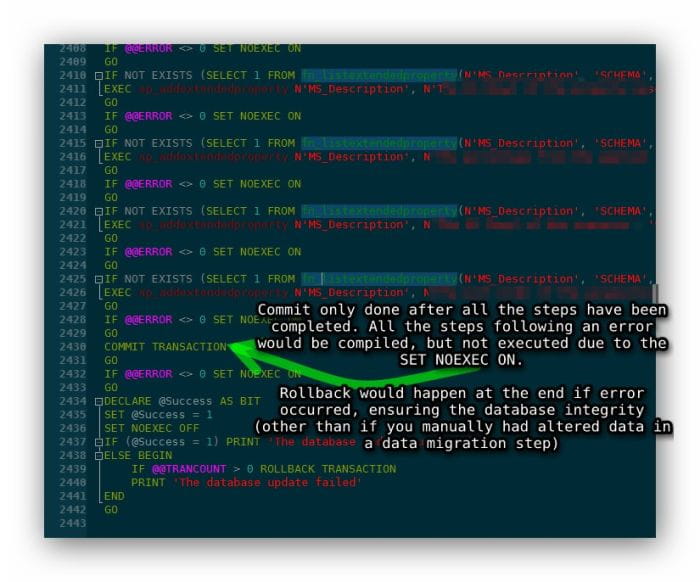 2408 IF @@ERROR <> 0 SET NOEXEC ON
2409 GO
2410 IF NOT EXISTS (SELECT 1 FROM fn_listextendedproperty(N'MS_Description', 'SCHEMA',
2411 EXEC sp_addextendedproperty N'MS_Description', N'T
2412 GO
2413 IF @@ERROR <> 0 SET NOEXEC ON
2414 GO
2415 IF NOT EXISTS (SELECT 1 FROM fn_listextendedproperty(N'MS_Description', 'SCHEMA',
2416 EXEC sp_addextendedproperty N'MS_Description', N
2417 GO
2418 IF @@ERROR <> 0 SET NOEXEC ON
2419 GO
2420 IF NOT EXISTS (SELECT 1 FROM fn_listextendedproperty(N'MS_Description', 'SCHEMA',
2421 EXEC sp_addextendedproperty N'MS_Description', N
2422 GO
2423 IF @@ERROR <> 0 SET NOEXEC ON
2424 GO
2425 IF NOT EXISTS (SELECT 1 FROM fn_listextendedproperty(N'MS_Description', 'SCHEMA',
2426 EXEC sp_addextendedproperty N'MS_Description', N
2427 GO
2428 IF @@ERROR <> 0 SET NOEXEC ON
2429 GO
2430 COMMIT TRANSACTION
2431 GO
2432 IF @@ERROR <> 0 SET NOEXEC ON
2433 GO
2434 DECLARE @Success AS BIT
2435 SET @Success = 1
2436 SET NOEXEC OFF
2437 IF (@Success = 1) PRINT 'The database
2438 ELSE BEGIN
2439 IF @@TRANCOUNT > 0 ROLLBACK TRANSACTION
2440 PRINT 'The database update failed'
2441 END
2442 GO
2443
Commit only done after all the steps have been
completed. All the steps following an error
would be compiled, but not executed due to the
SET NOEXEC ON.
Rollback would happen at the end if error
occurred, ensuring the database integrity
(other than if you manually had altered data in
a data migration step)